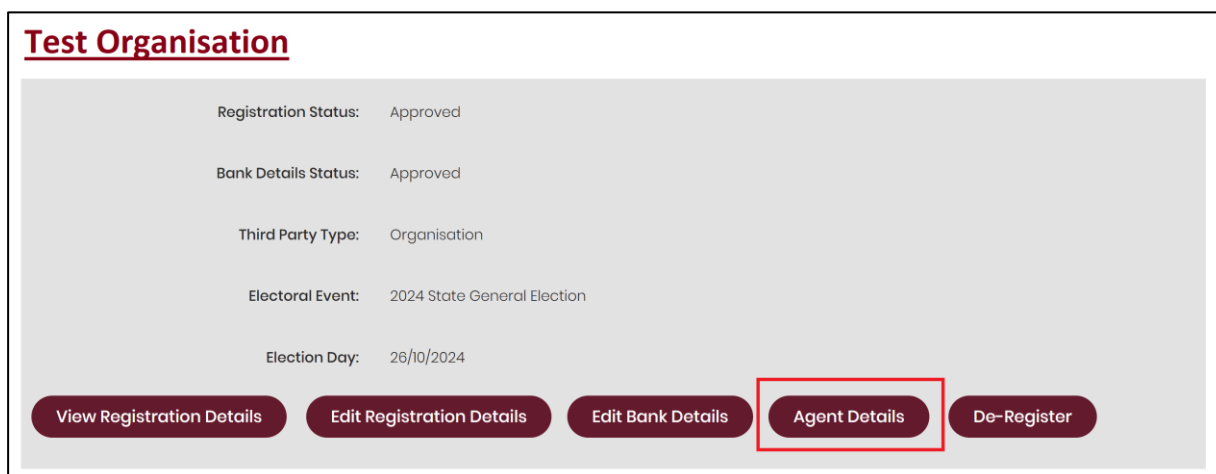 Test Organisation
Registration Status: Approved
Bank Details Status: Approved
Third Party Type: Organisation
Electoral Event: 2024 State General Election
Election Day: 26/10/2024
View Registration Details Edit Registration Details Edit Bank Details Agent Details De-Register